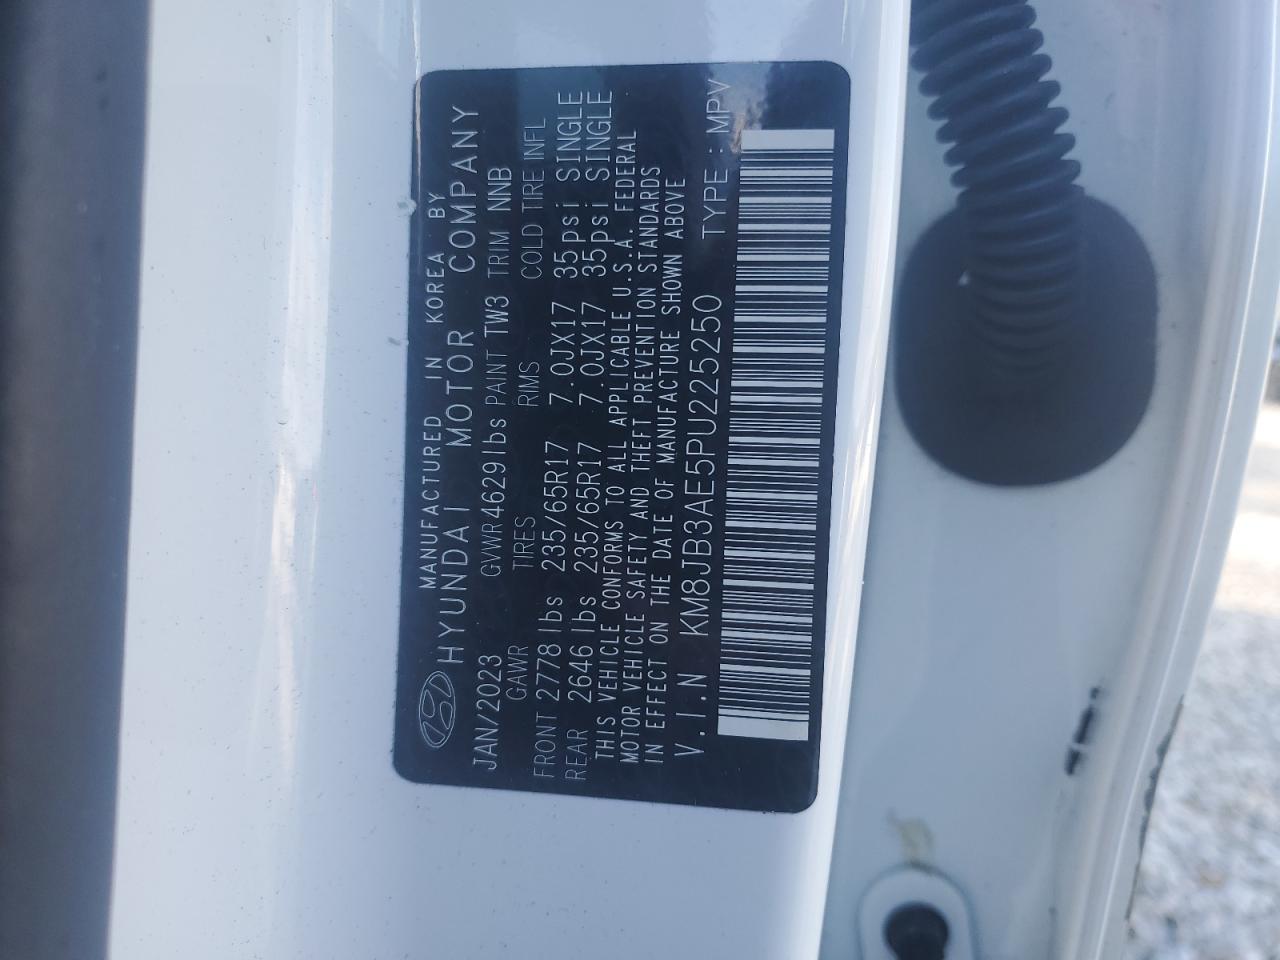 MANUFACTURED IN KOREA BY
HYUNDAI MOTOR COMPANY
JAN/2023 GVWR 4629 lbs PAINT TW3 TRIM NNB
GAWR TIRES RIMS COLD TIRE INFL
FRONT 2778 lbs 235/65R17 7.0JX17 35psi SINGLE
REAR 2646 lbs 235/65R17 7.0JX17 35psi SINGLE
THIS VEHICLE CONFORMS TO ALL APPLICABLE U.S.A. FEDERAL
MOTOR VEHICLE SAFETY AND THEFT PREVENTION STANDARDS
IN EFFECT ON THE DATE OF MANUFACTURE SHOWN ABOVE
V.I.N KM8JB3AE5PU225250 TYPE : MPV